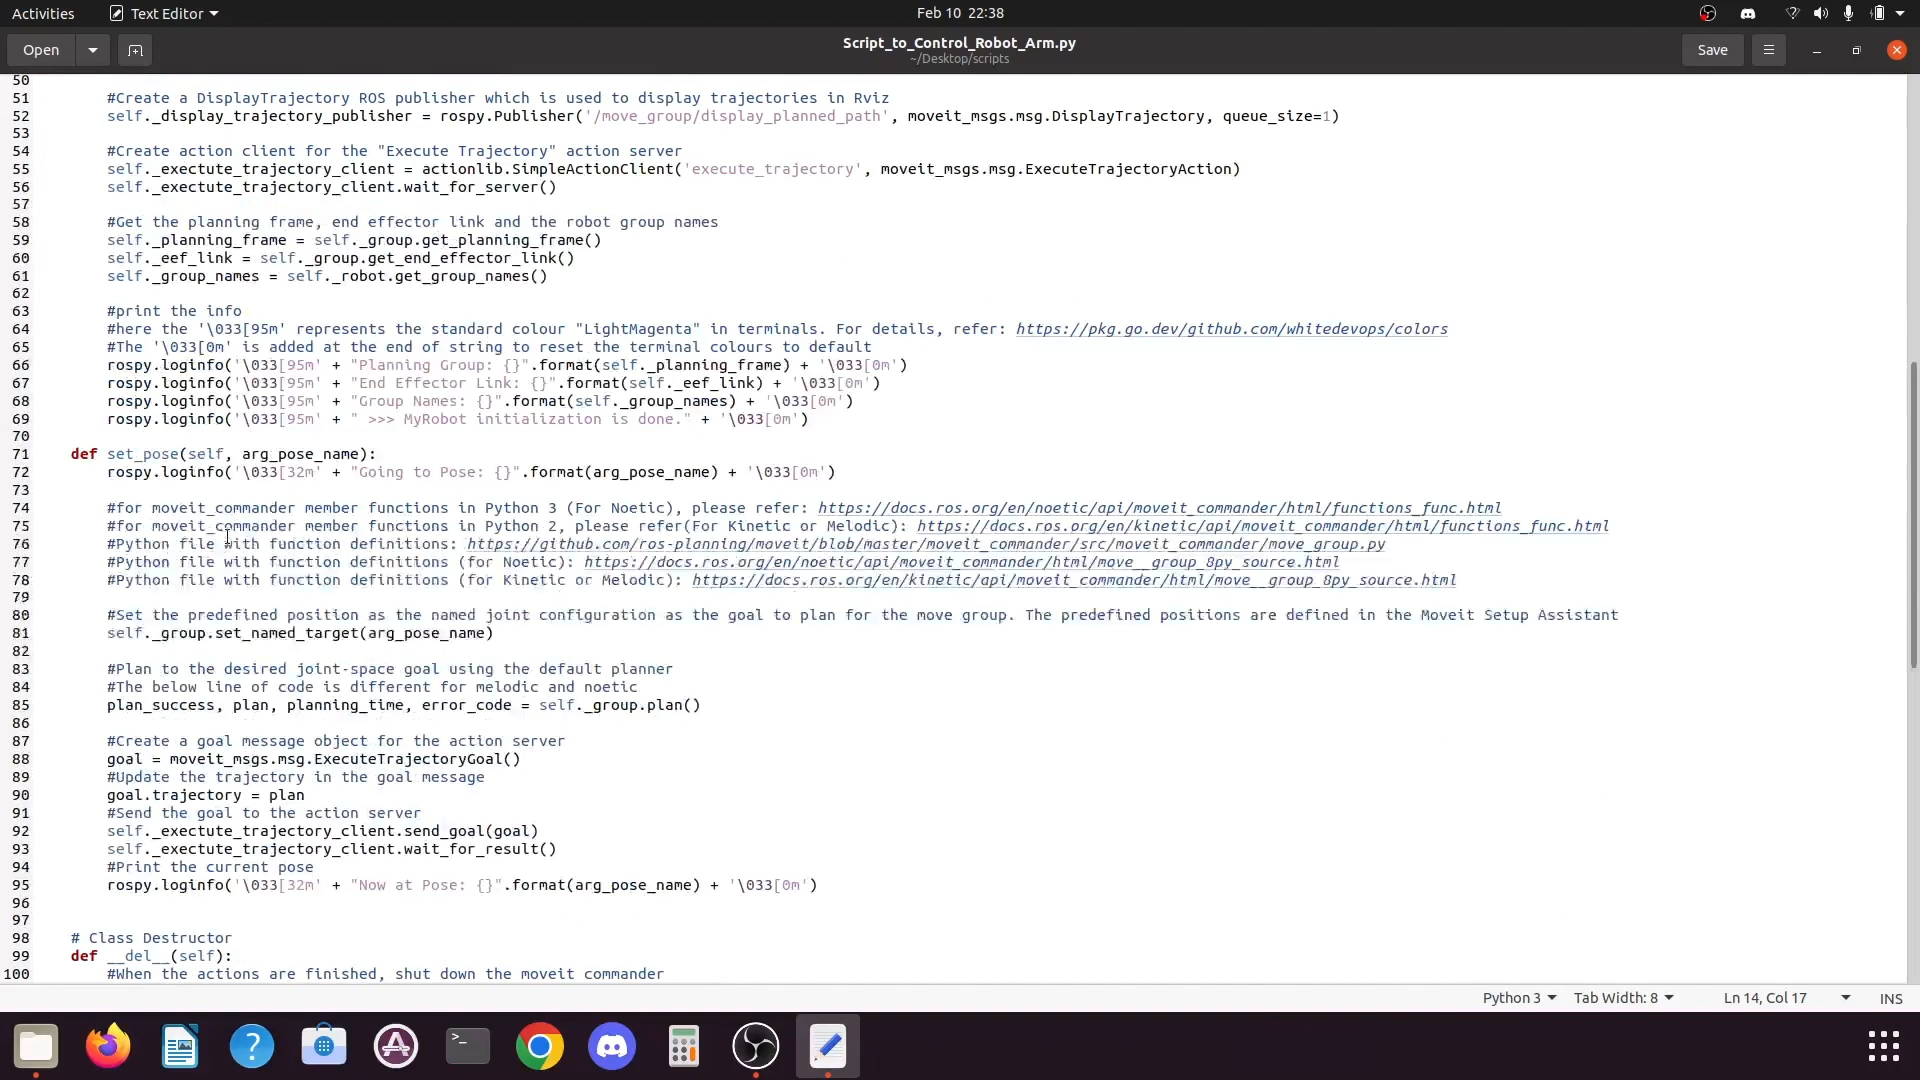 Activities
Text Editor
Feb 10 22:38
Open
Script_to_Control_Robot_Arm.py
~/Desktop/scripts
Save
50
51 #Create a DisplayTrajectory ROS publisher which is used to display trajectories in Rviz
52 self._display_trajectory_publisher = rospy.Publisher('/move_group/display_planned_path', moveit_msgs.msg.DisplayTrajectory, queue_size=1)
53
54 #Create action client for the "Execute Trajectory" action server
55 self._exectute_trajectory_client = actionlib.SimpleActionClient('execute_trajectory', moveit_msgs.msg.ExecuteTrajectoryAction)
56 self._exectute_trajectory_client.wait_for_server()
57
58 #Get the planning frame, end effector link and the robot group names
59 self._planning_frame = self._group.get_planning_frame()
60 self._eef_link = self._group.get_end_effector_link()
61 self._group_names = self._robot.get_group_names()
62
63 #print the info
64 #here the '\033[95m' represents the standard colour "LightMagenta" in terminals. For details, refer: https://pkg.go.dev/github.com/whitedevops/colors
65 #The '\033[0m' is added at the end of string to reset the terminal colours to default
66 rospy.loginfo('\033[95m' + "Planning Group: {}".format(self._planning_frame) + '\033[0m')
67 rospy.loginfo('\033[95m' + "End Effector Link: {}".format(self._eef_link) + '\033[0m')
68 rospy.loginfo('\033[95m' + "Group Names: {}".format(self._group_names) + '\033[0m')
69 rospy.loginfo('\033[95m' + " >>> MyRobot initialization is done." + '\033[0m')
70
71 def set_pose(self, arg_pose_name):
72 rospy.loginfo('\033[32m' + "Going to Pose: {}".format(arg_pose_name) + '\033[0m')
73
74 #for moveit_commander member functions in Python 3 (For Noetic), please refer: https://docs.ros.org/en/noetic/api/moveit_commander/html/functions_func.html
75 #for moveit_commander member functions in Python 2, please refer(For Kinetic or Melodic): https://docs.ros.org/en/kinetic/api/moveit_commander/html/functions_func.html
76 #Python file with function definitions: https://github.com/ros-planning/moveit/blob/master/moveit_commander/src/moveit_commander/move_group.py
77 #Python file with function definitions (for Noetic): https://docs.ros.org/en/noetic/api/moveit_commander/html/move__group_8py_source.html
78 #Python file with function definitions (for Kinetic or Melodic): https://docs.ros.org/en/kinetic/api/moveit_commander/html/move__group_8py_source.html
79
80 #Set the predefined position as the named joint configuration as the goal to plan for the move group. The predefined positions are defined in the Moveit Setup Assistant
81 self._group.set_named_target(arg_pose_name)
82
83 #Plan to the desired joint-space goal using the default planner
84 #The below line of code is different for melodic and noetic
85 plan_success, plan, planning_time, error_code = self._group.plan()
86
87 #Create a goal message object for the action server
88 goal = moveit_msgs.msg.ExecuteTrajectoryGoal()
89 #Update the trajectory in the goal message
90 goal.trajectory = plan
91 #Send the goal to the action server
92 self._exectute_trajectory_client.send_goal(goal)
93 self._exectute_trajectory_client.wait_for_result()
94 #Print the current pose
95 rospy.loginfo('\033[32m' + "Now at Pose: {}".format(arg_pose_name) + '\033[0m')
96
97
98 # Class Destructor
99 def __del__(self):
100 #When the actions are finished, shut down the moveit commander
Python 3
Tab Width: 8
Ln 14, Col 17
INS